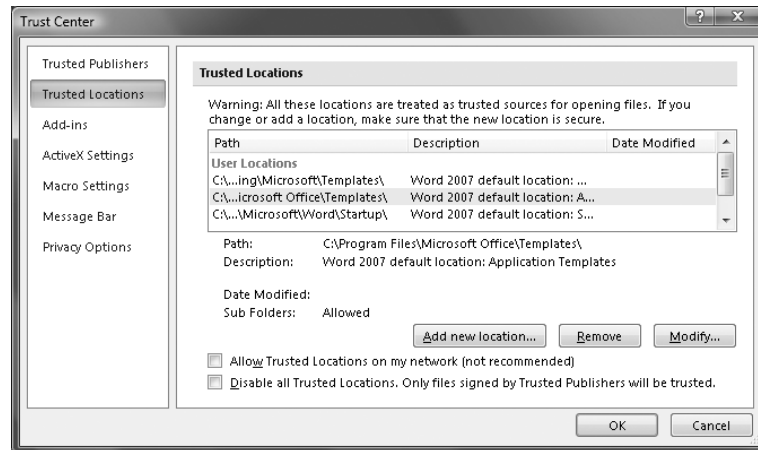 Trust Center
? X
Trusted Publishers
Trusted Locations
Add-ins
ActiveX Settings
Macro Settings
Message Bar
Privacy Options
Trusted Locations
Warning: All these locations are treated as trusted sources for opening files. If you
change or add a location, make sure that the new location is secure.
Path Description Date Modified
User Locations
C:\...ing\Microsoft\Templates\ Word 2007 default location: ...
C:\...icrosoft Office\Templates\ Word 2007 default location: A...
C:\...\Microsoft\Word\Startup\ Word 2007 default location: S...
Path: C:\Program Files\Microsoft Office\Templates\
Description: Word 2007 default location: Application Templates
Date Modified:
Sub Folders: Allowed
Add new location... Remove Modify...
Allow Trusted Locations on my network (not recommended)
Disable all Trusted Locations. Only files signed by Trusted Publishers will be trusted.
OK Cancel